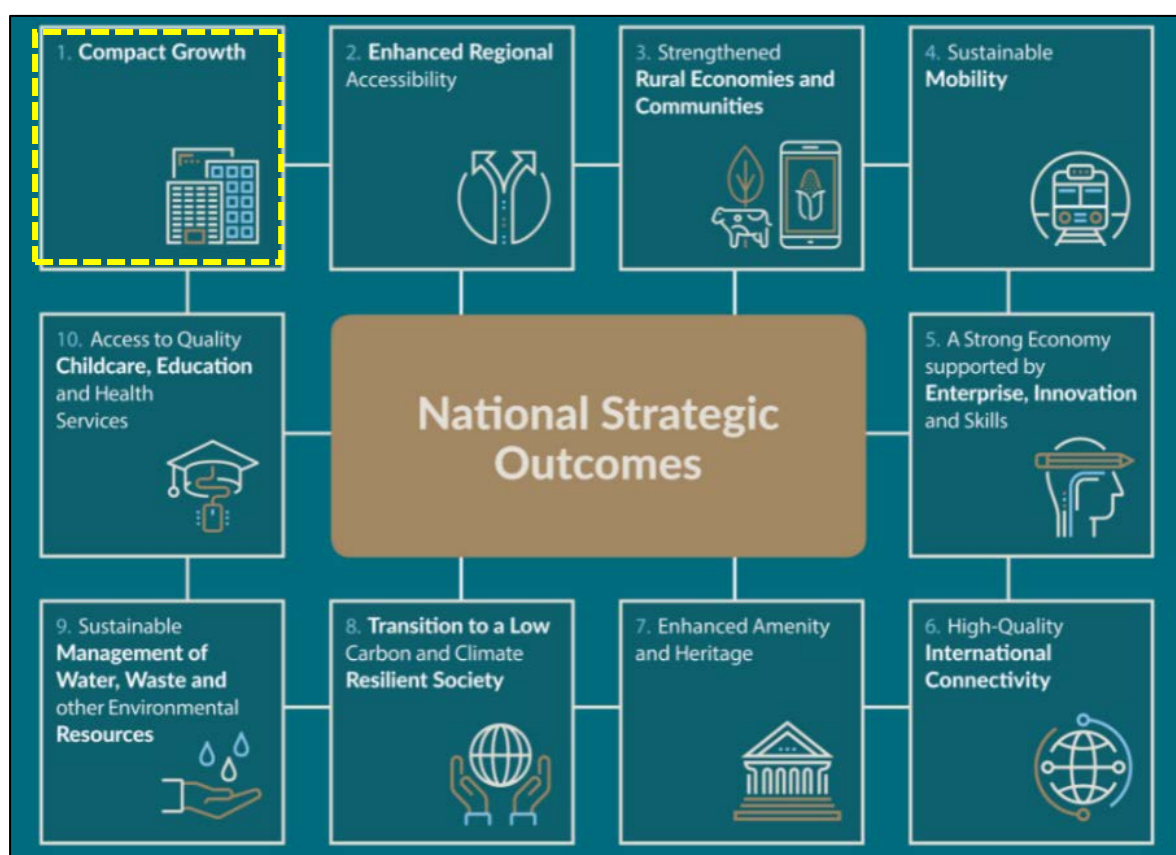 1. Compact Growth
2. Enhanced Regional
Accessibility
3. Strengthened
Rural Economies and
Communities
4. Sustainable
Mobility
10. Access to Quality
Childcare, Education
and Health
Services
National Strategic
Outcomes
5. A Strong Economy
supported by
Enterprise, Innovation
and Skills
9. Sustainable
Management of
Water, Waste and
other Environmental
Resources
8. Transition to a Low
Carbon and Climate
Resilient Society
7. Enhanced Amenity
and Heritage
6. High-Quality
International
Connectivity